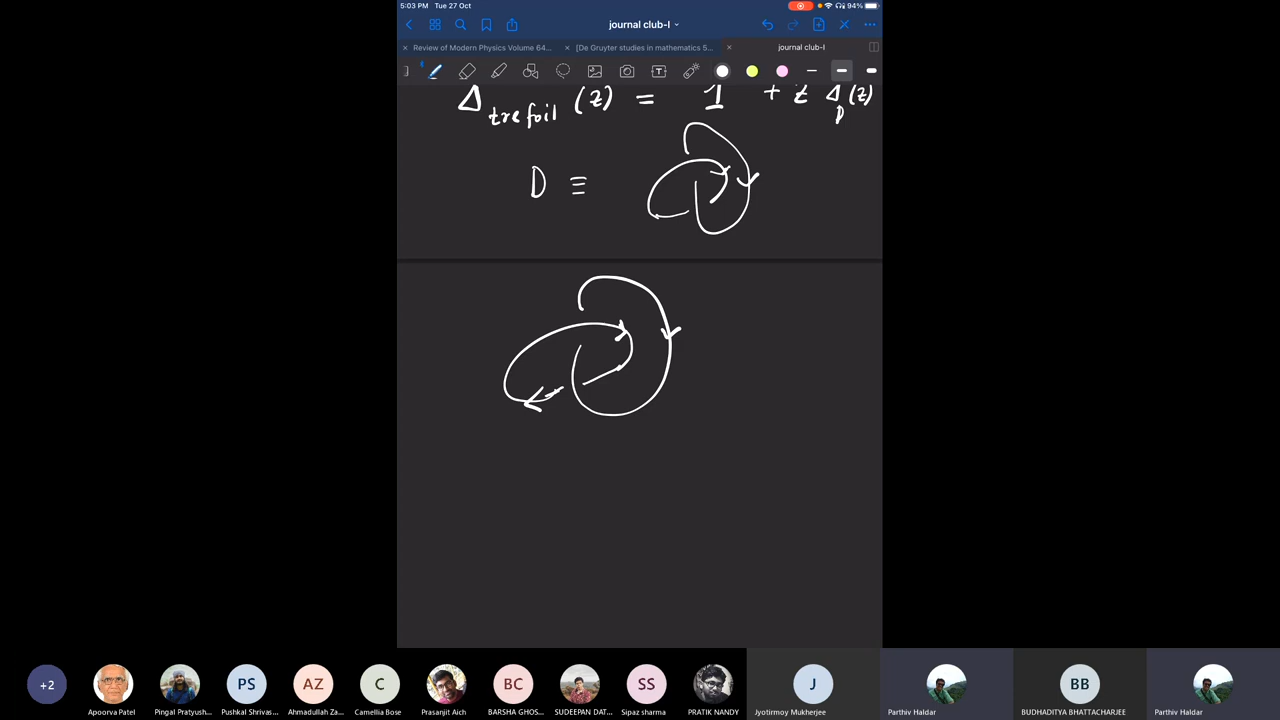 5:03 PM Tue 27 Oct
94%
journal club-I
Review of Modern Physics Volume 64...
[De Gruyter studies in mathematics 5...
journal club-I
Δ trefoil (z) = 1 + z Δ D (z)
D ≡
+2
Apoorva Patel
Pingal Pratyush...
PS
Pushkal Shrivas...
AZ
Ahmadullah Za...
C
Camellia Bose
Prasanjit Aich
BC
BARSHA GHOS...
SUDEEPAN DAT...
SS
Sipaz sharma
PRATIK NANDY
J
Jyotirmoy Mukherjee
Parthiv Haldar
BB
BUDHADITYA BHATTACHARJEE
Parthiv Haldar